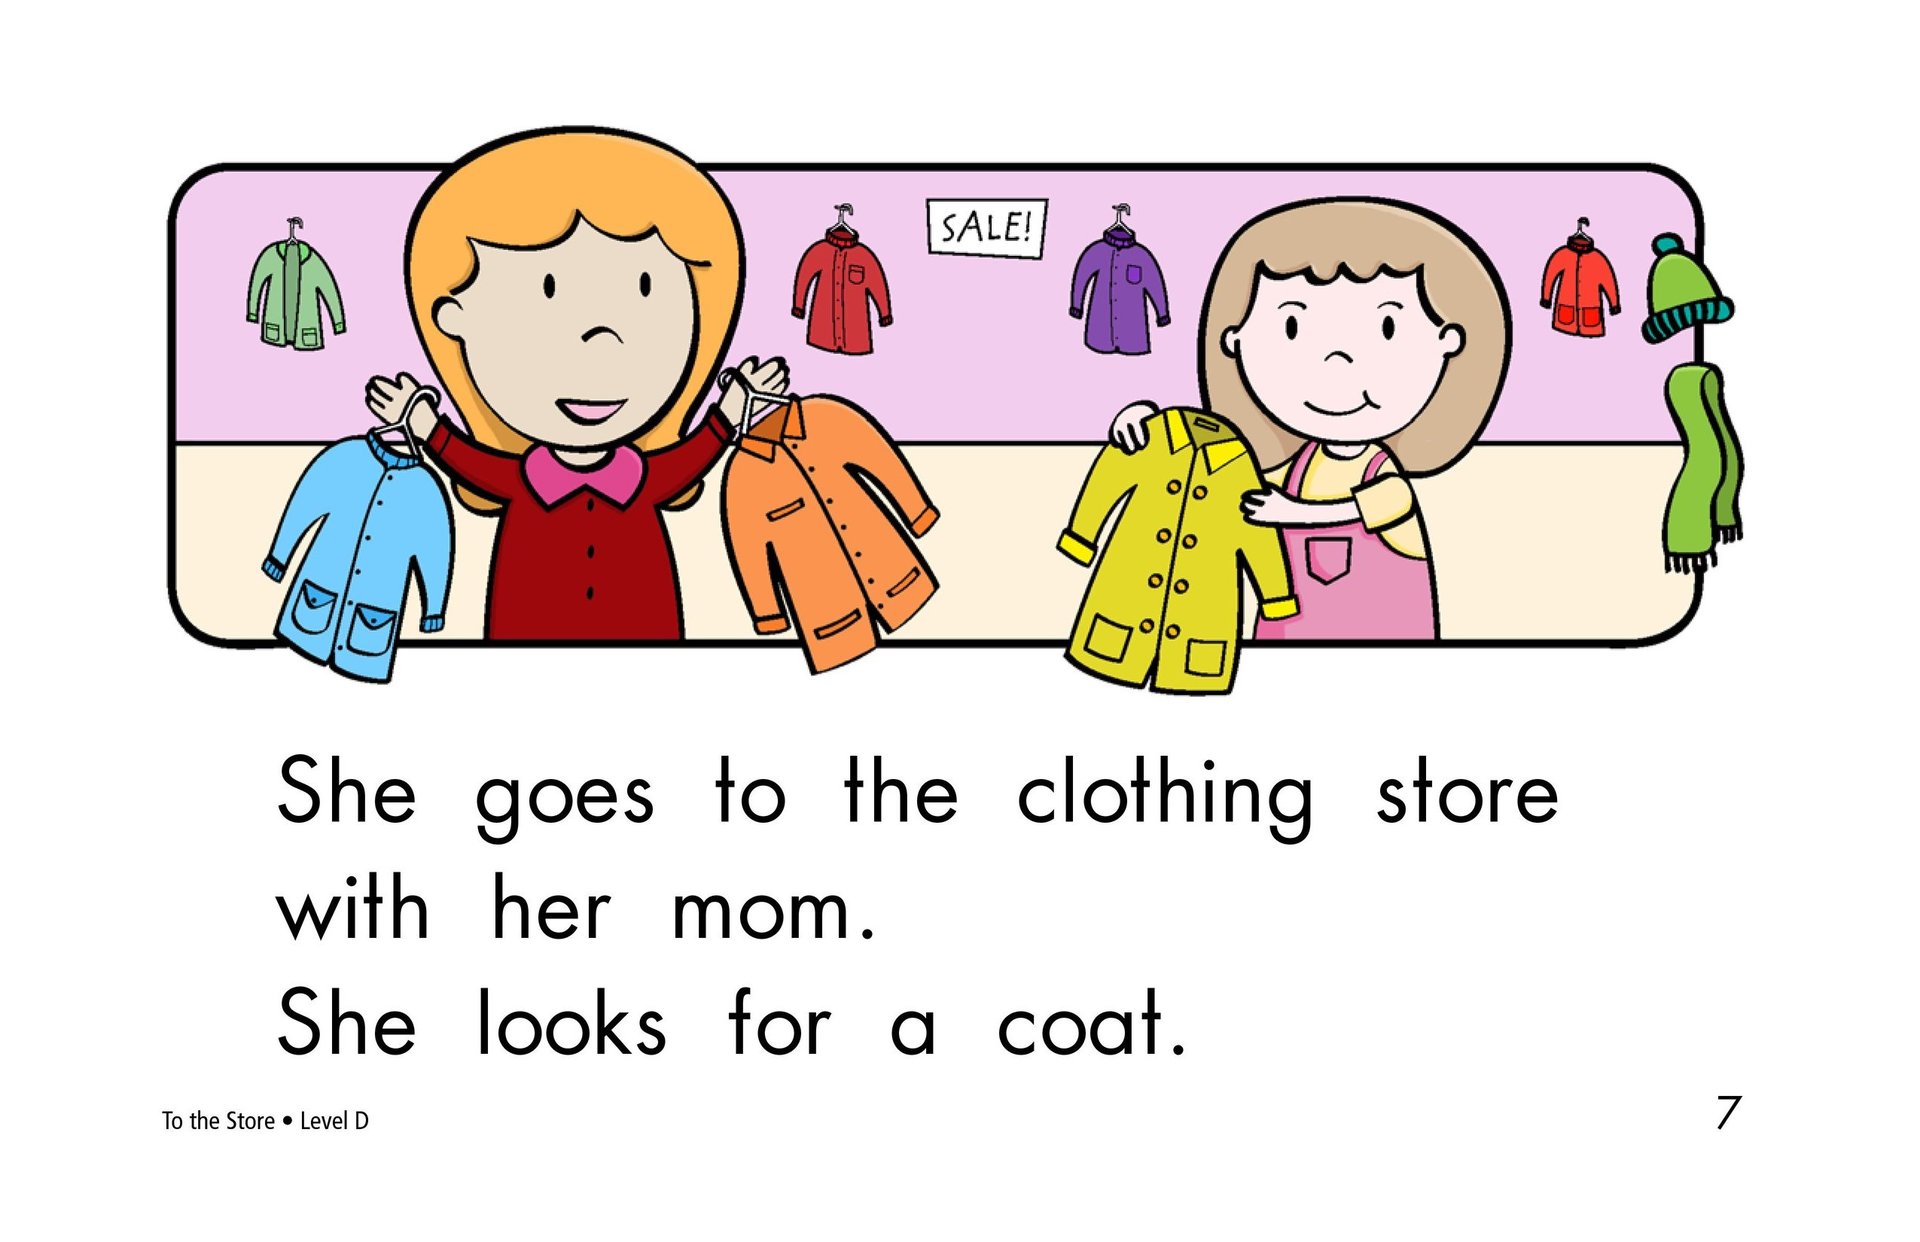 SALE!
She goes to the clothing store
with her mom.
She looks for a coat.
To the Store • Level D
7